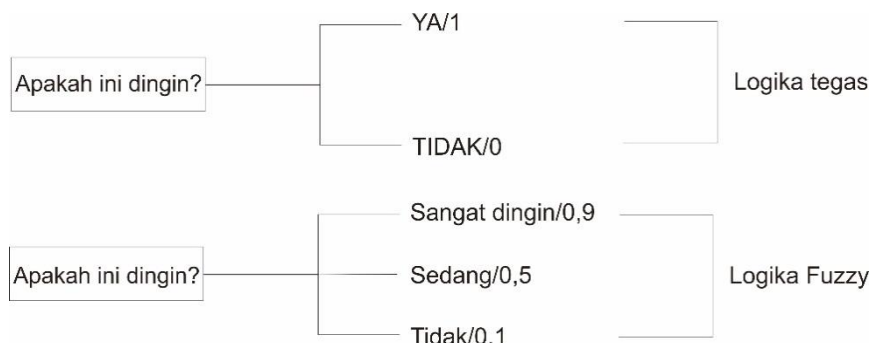 YA/1
Apakah ini dingin?
Logika tegas
TIDAK/0
Sangat dingin/0,9
Apakah ini dingin?
Sedang/0,5
Logika Fuzzy
Tidak/0,1